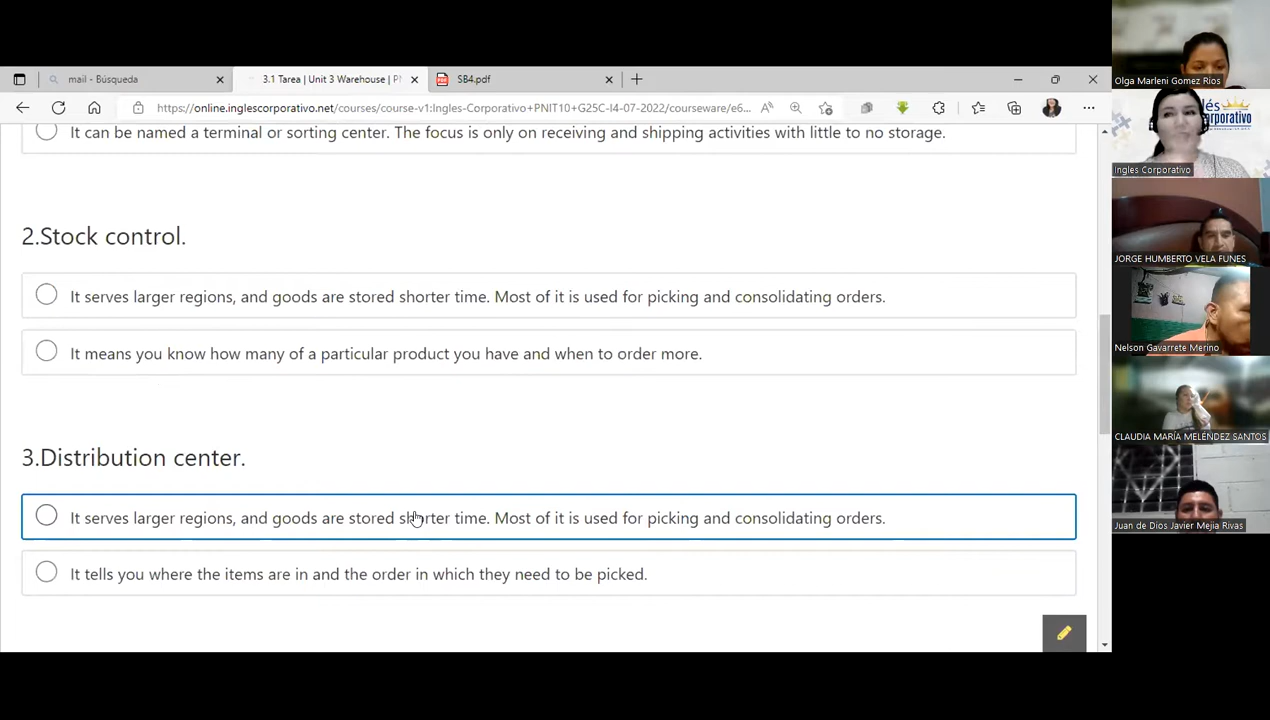 mail - Búsqueda
3.1 Tarea | Unit 3 Warehouse | P
SB4.pdf
https://online.inglescorporativo.net/courses/course-v1:Ingles-Corporativo+PNIT10+G25C-I4-07-2022/courseware/e6...
It can be named a terminal or sorting center. The focus is only on receiving and shipping activities with little to no storage.
2.Stock control.
It serves larger regions, and goods are stored shorter time. Most of it is used for picking and consolidating orders.
It means you know how many of a particular product you have and when to order more.
3.Distribution center.
It serves larger regions, and goods are stored shorter time. Most of it is used for picking and consolidating orders.
It tells you where the items are in and the order in which they need to be picked.
Olga Marleni Gomez Rios
Ingles Corporativo
JORGE HUMBERTO VELA FUNES
Nelson Gavarrete Merino
CLAUDIA MARÍA MELÉNDEZ SANTOS
Juan de Dios Javier Mejia Rivas